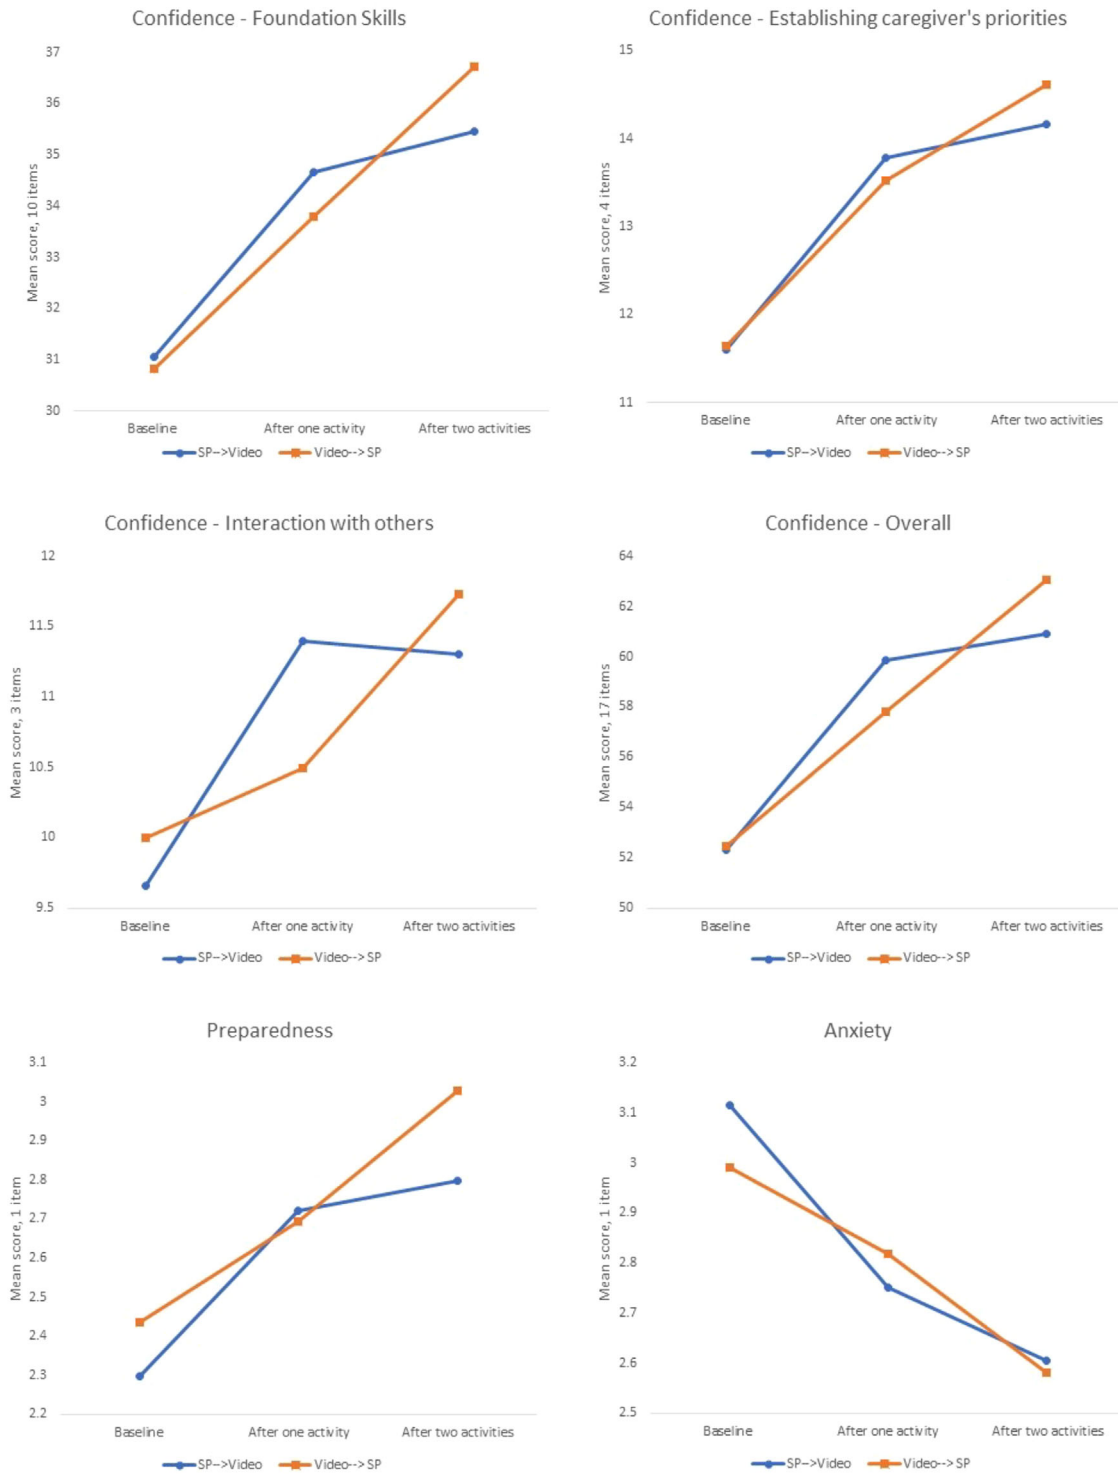 Confidence - Foundation Skills
37
36
35
34
33
32
31
30
Mean score, 10 items
Baseline After one activity After two activities
SP-->Video Video--> SP
Confidence - Establishing caregiver's priorities
15
14
13
12
11
Mean score, 4 items
Baseline After one activity After two activities
SP-->Video Video--> SP
Confidence - Interaction with others
12
11.5
11
10.5
10
9.5
Mean score, 3 items
Baseline After one activity After two activities
SP-->Video Video--> SP
Confidence - Overall
64
62
60
58
56
54
52
50
Mean score, 17 items
Baseline After one activity After two activities
SP-->Video Video--> SP
Preparedness
3.1
3
2.9
2.8
2.7
2.6
2.5
2.4
2.3
2.2
Mean score, 1 item
Baseline After one activity After two activities
SP-->Video Video--> SP
Anxiety
3.2
3.1
3
2.9
2.8
2.7
2.6
2.5
Mean score, 1 item
Baseline After one activity After two activities
SP-->Video Video--> SP